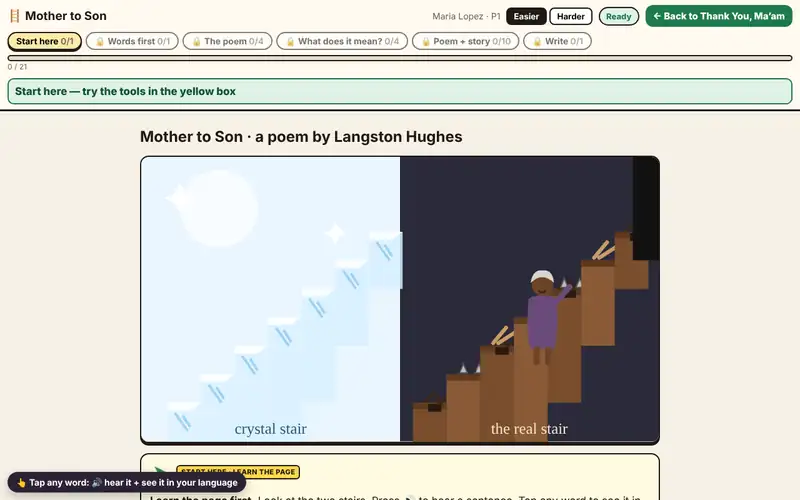 🪜 Mother to Son
Maria Lopez · P1 Easier Harder Ready ← Back to Thank You, Ma'am
Start here 0/1 🔒 Words first 0/1 🔒 The poem 0/4 🔒 What does it mean? 0/4 🔒 Poem + story 0/10 🔒 Write 0/1
0 / 21
Start here — try the tools in the yellow box
Mother to Son · a poem by Langston Hughes
crystal stair
the real stair
START HERE · LEARN THE PAGE
👆 Tap any word: 🔊 hear it + see it in your language
Learn the page first. Look at the two stairs. Press 🔊 to hear a sentence. Tap any word to see it in